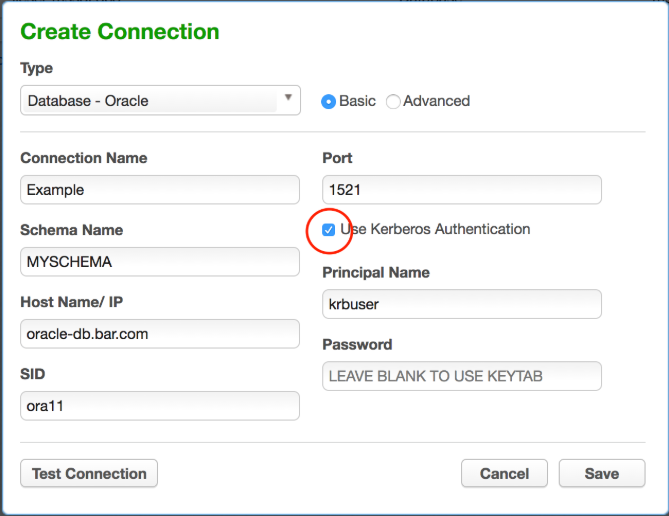 Create Connection
Type
Database - Oracle
Basic
Advanced
Connection Name
Example
Port
1521
Schema Name
MYSCHEMA
Use Kerberos Authentication
Host Name/ IP
oracle-db.bar.com
Principal Name
krbuser
SID
ora11
Password
LEAVE BLANK TO USE KEYTAB
Test Connection
Cancel
Save